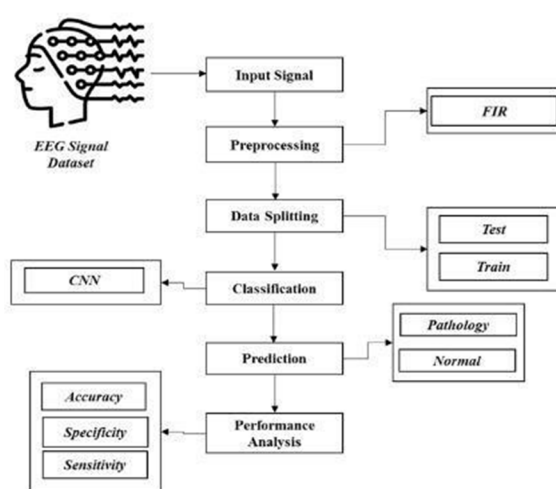 Input Signal
FIR
EEG Signal
Dataset
Preprocessing
Data Splitting
Test
Train
CNN
Classification
Pathology
Prediction
Normal
Accuracy
Specificity
Sensitivity
Performance
Analysis